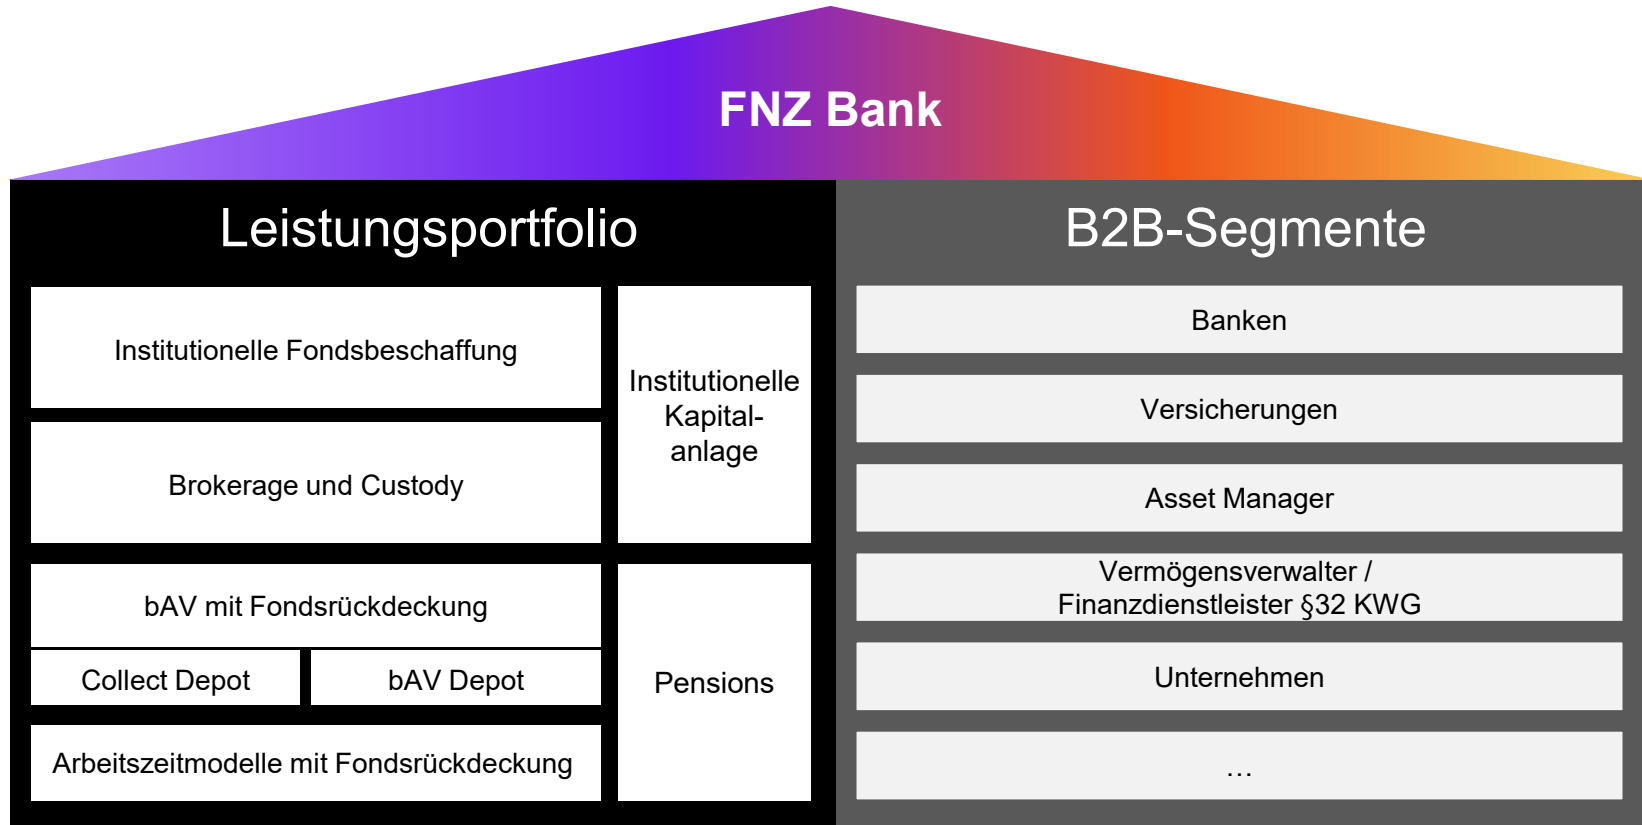 FNZ Bank
Leistungsportfolio
Institutionelle Fondsbeschaffung
Brokerage und Custody
Institutionelle
Kapital-
anlage
bAV mit Fondsrückdeckung
Collect Depot
bAV Depot
Arbeitszeitmodelle mit Fondsrückdeckung
Pensions
B2B-Segmente
Banken
Versicherungen
Asset Manager
Vermögensverwalter /
Finanzdienstleister §32 KWG
Unternehmen
...